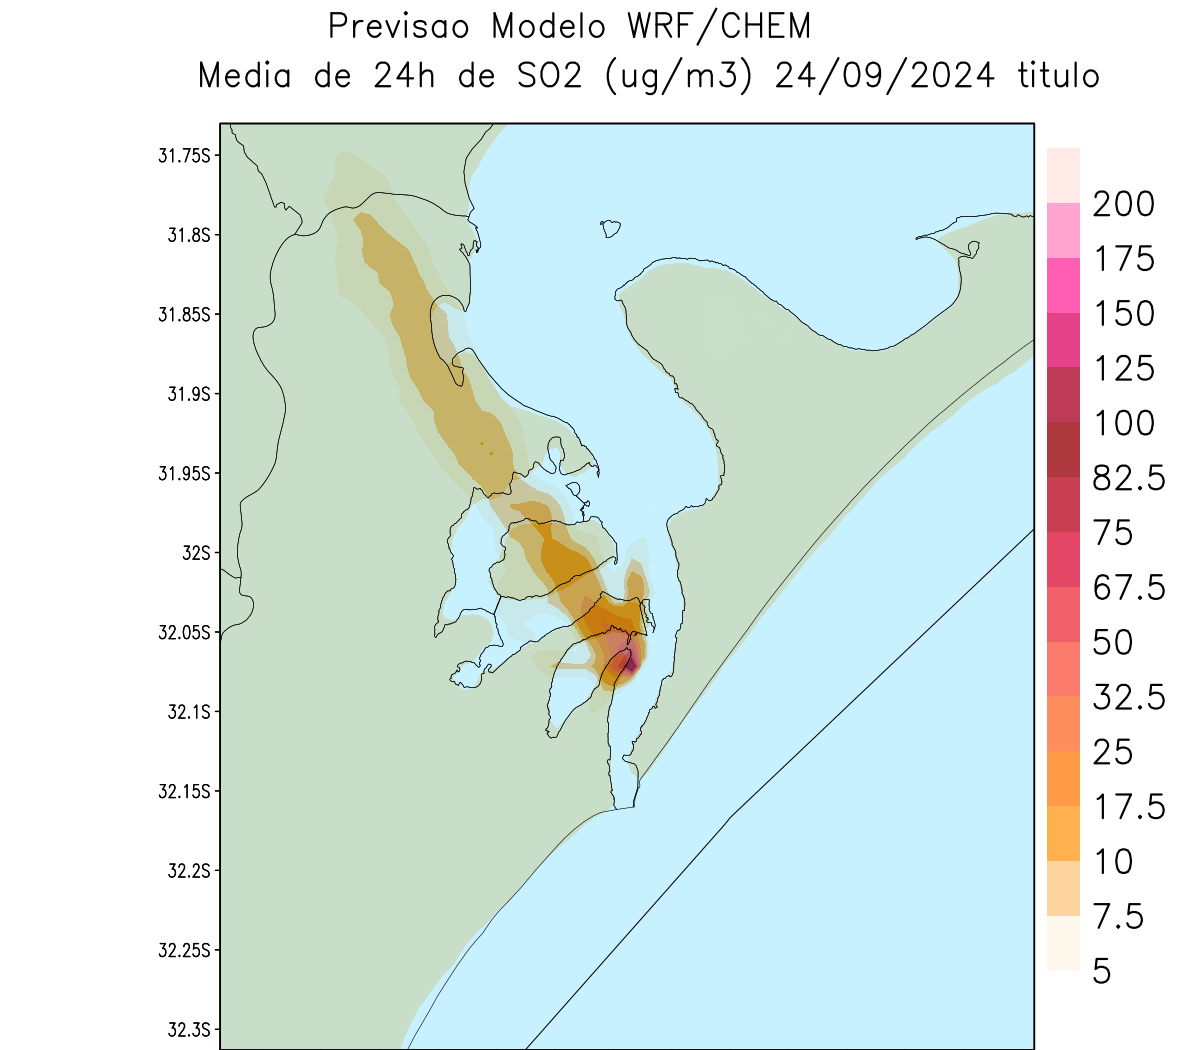 Previsao Modelo WRF/CHEM
Media de 24h de SO2 (ug/m3) 24/09/2024 titulo
31.75S
31.8S
31.85S
31.9S
31.95S
32S
32.05S
32.1S
32.15S
32.2S
32.25S
32.3S
200
175
150
125
100
82.5
75
67.5
50
32.5
25
17.5
10
7.5
5